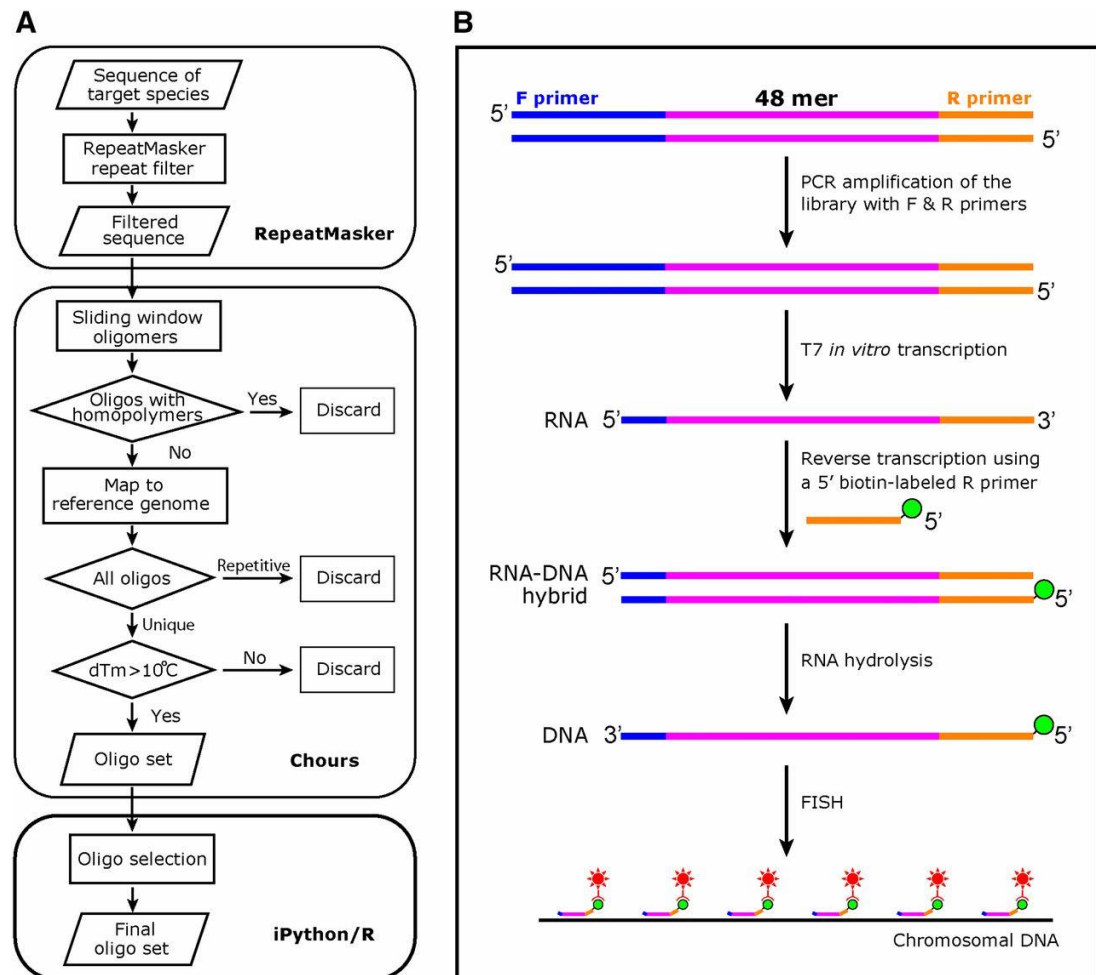 A
Sequence of
target species
RepeatMasker
repeat filter
Filtered
sequence
RepeatMasker
Sliding window
oligomers
Oligos with
homopolymers
Yes
Discard
No
Map to
reference genome
All oligos
Repetitive
Discard
Unique
dTm>10℃
No
Discard
Yes
Oligo set
Chours
Oligo selection
Final
oligo set
iPython/R
B
F primer 48 mer R primer
5’
5’
PCR amplification of the
library with F & R primers
5’
5’
T7 in vitro transcription
RNA 5’ 3’
Reverse transcription using
a 5’ biotin-labeled R primer
5’
RNA-DNA
hybrid
5’
5’
RNA hydrolysis
DNA 3’ 5’
FISH
Chromosomal DNA